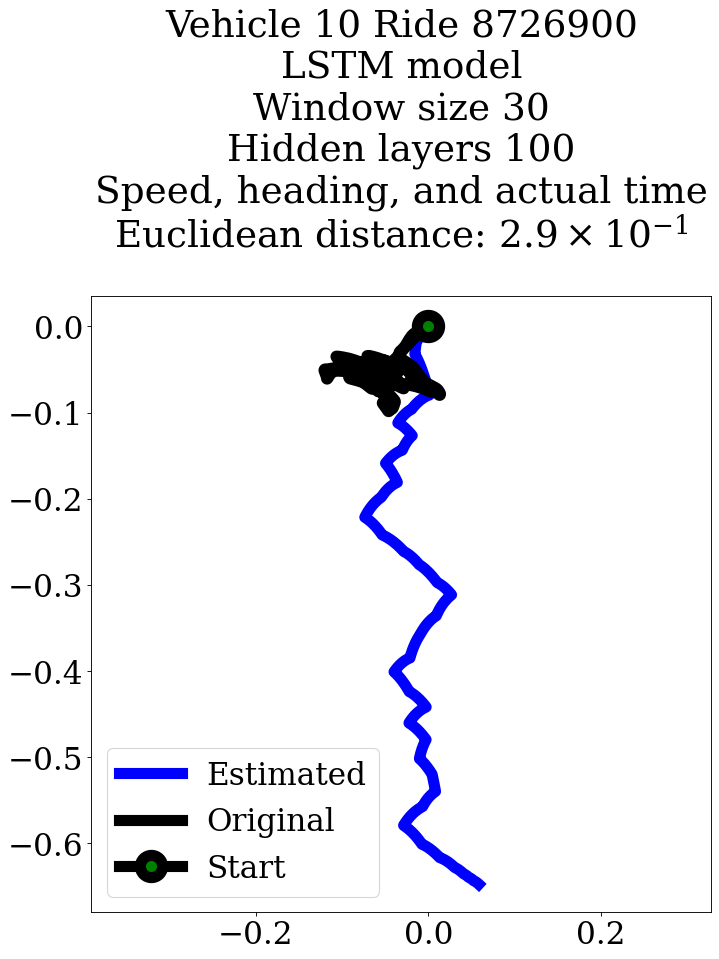 Vehicle 10 Ride 8726900
LSTM model
Window size 30
Hidden layers 100
Speed, heading, and actual time
Euclidean distance: 2.9 × 10⁻¹
0.0
−0.1
−0.2
−0.3
−0.4
−0.5
−0.6
Estimated
Original
Start
−0.2 0.0 0.2